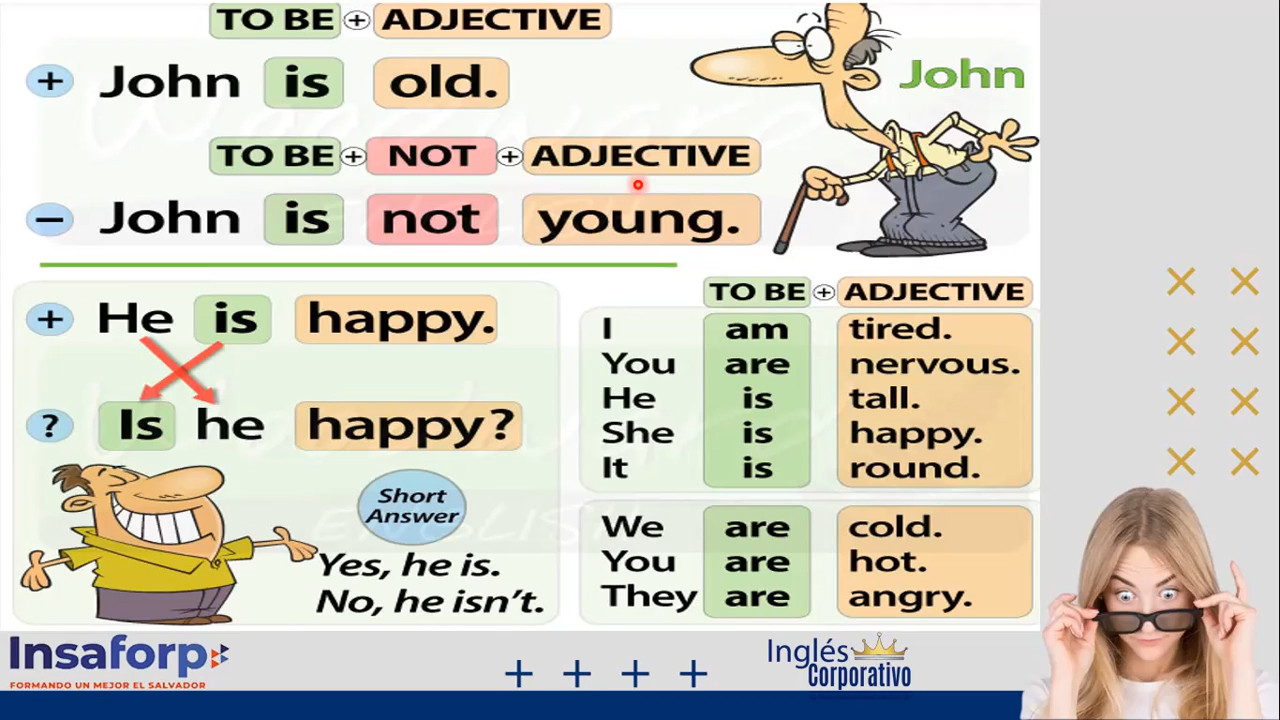 TO BE + ADJECTIVE
+ John is old.
John
TO BE + NOT + ADJECTIVE
− John is not young.
+ He is happy.
? Is he happy?
Short
Answer
Yes, he is.
No, he isn't.
TO BE + ADJECTIVE
I am tired.
You are nervous.
He is tall.
She is happy.
It is round.
We are cold.
You are hot.
They are angry.
Insaforp
FORMANDO UN MEJOR EL SALVADOR
Inglés
Corporativo